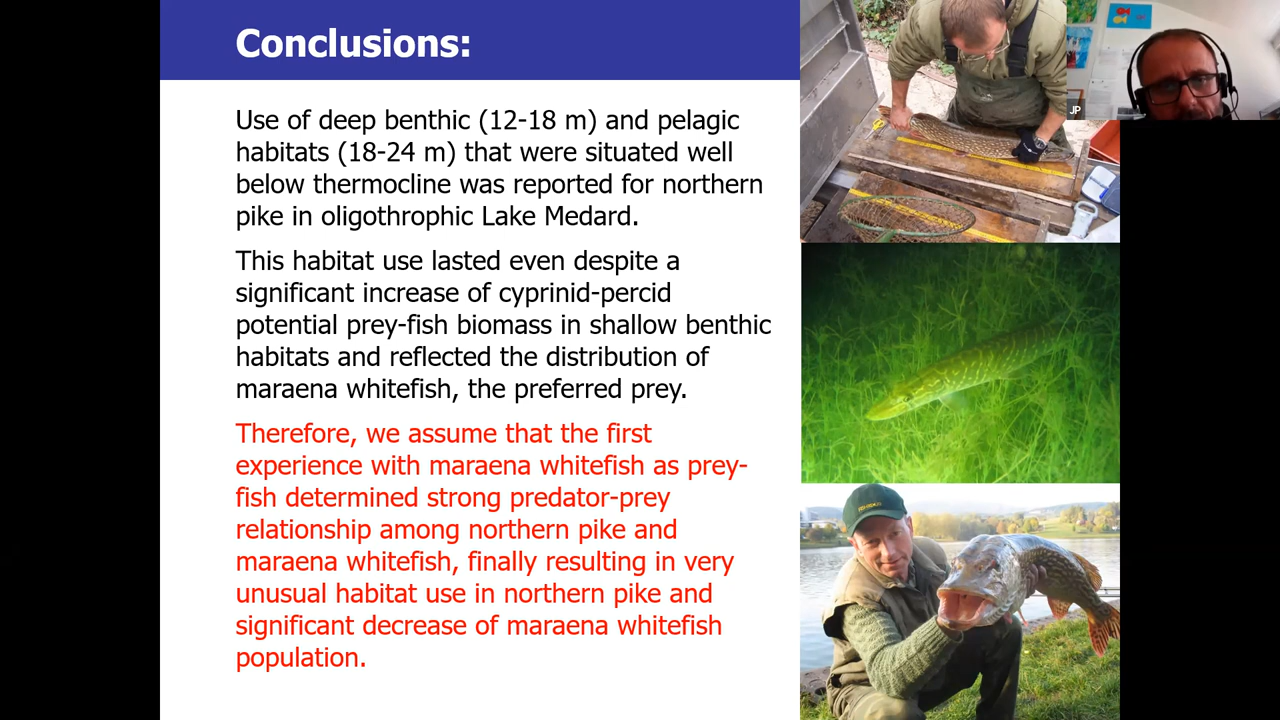 Conclusions:
Use of deep benthic (12-18 m) and pelagic
habitats (18-24 m) that were situated well
below thermocline was reported for northern
pike in oligothrophic Lake Medard.
This habitat use lasted even despite a
significant increase of cyprinid-percid
potential prey-fish biomass in shallow benthic
habitats and reflected the distribution of
maraena whitefish, the preferred prey.
Therefore, we assume that the first
experience with maraena whitefish as prey-
fish determined strong predator-prey
relationship among northern pike and
maraena whitefish, finally resulting in very
unusual habitat use in northern pike and
significant decrease of maraena whitefish
population.
JP